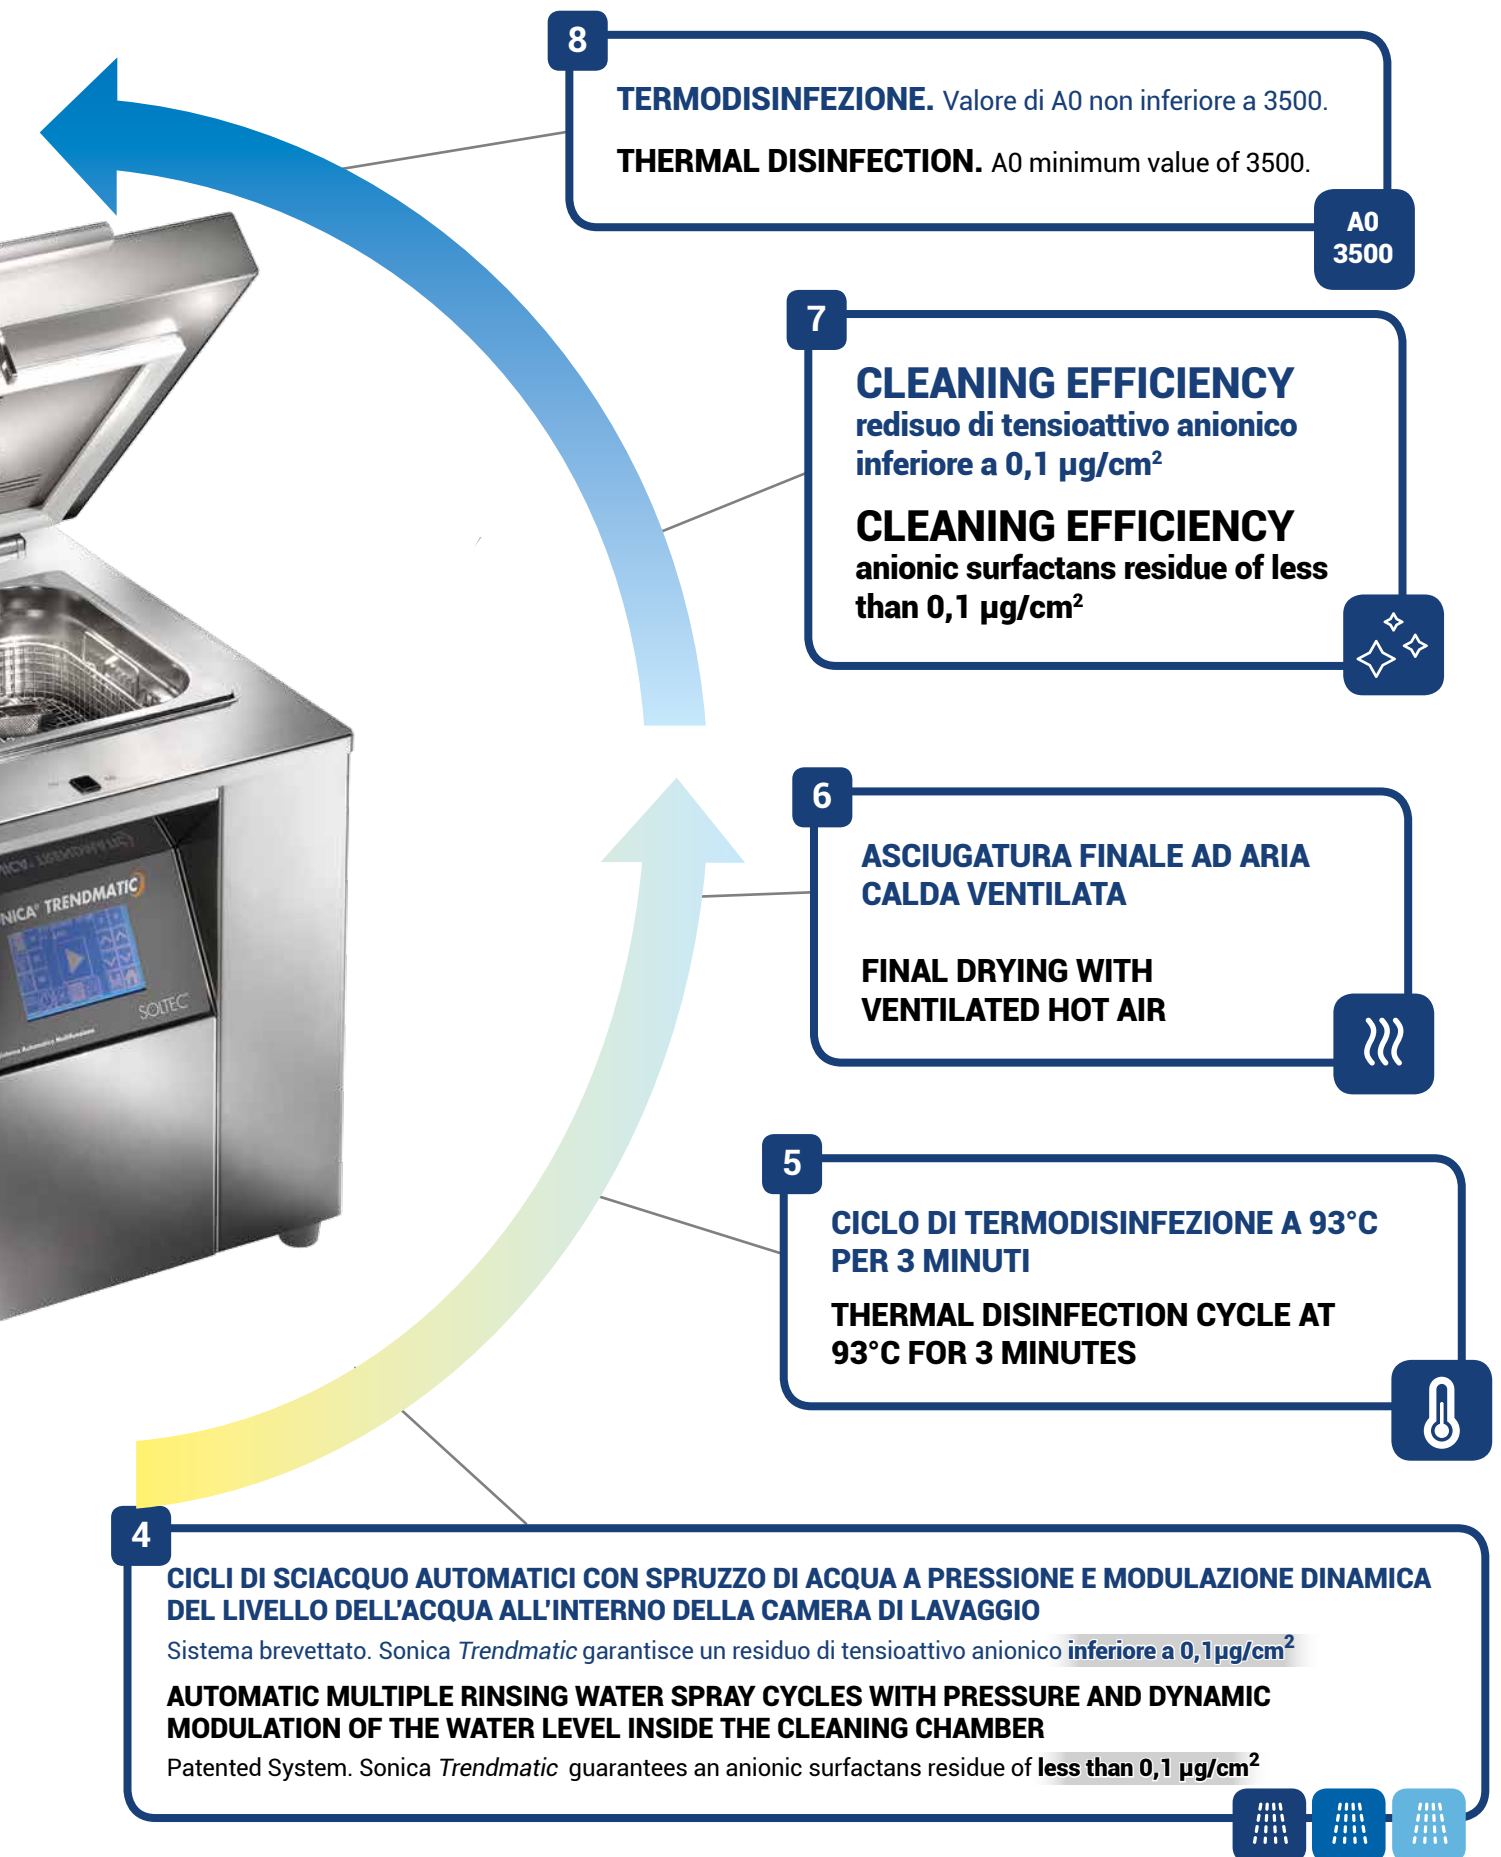 8
TERMODISINFEZIONE. Valore di A0 non inferiore a 3500.
THERMAL DISINFECTION. A0 minimum value of 3500.
A0
3500
7
CLEANING EFFICIENCY
redisuo di tensioattivo anionico
inferiore a 0,1 µg/cm²
CLEANING EFFICIENCY
anionic surfactans residue of less
than 0,1 µg/cm²
6
ASCIUGATURA FINALE AD ARIA
CALDA VENTILATA
FINAL DRYING WITH
VENTILATED HOT AIR
NICA® TRENDMATIC
SOLTEC
Sistema Automatico Multifunzione
5
CICLO DI TERMODISINFEZIONE A 93°C
PER 3 MINUTI
THERMAL DISINFECTION CYCLE AT
93°C FOR 3 MINUTES
4
CICLI DI SCIACQUO AUTOMATICI CON SPRUZZO DI ACQUA A PRESSIONE E MODULAZIONE DINAMICA
DEL LIVELLO DELL'ACQUA ALL'INTERNO DELLA CAMERA DI LAVAGGIO
Sistema brevettato. Sonica Trendmatic garantisce un residuo di tensioattivo anionico inferiore a 0,1µg/cm²
AUTOMATIC MULTIPLE RINSING WATER SPRAY CYCLES WITH PRESSURE AND DYNAMIC
MODULATION OF THE WATER LEVEL INSIDE THE CLEANING CHAMBER
Patented System. Sonica Trendmatic guarantees an anionic surfactans residue of less than 0,1 µg/cm²